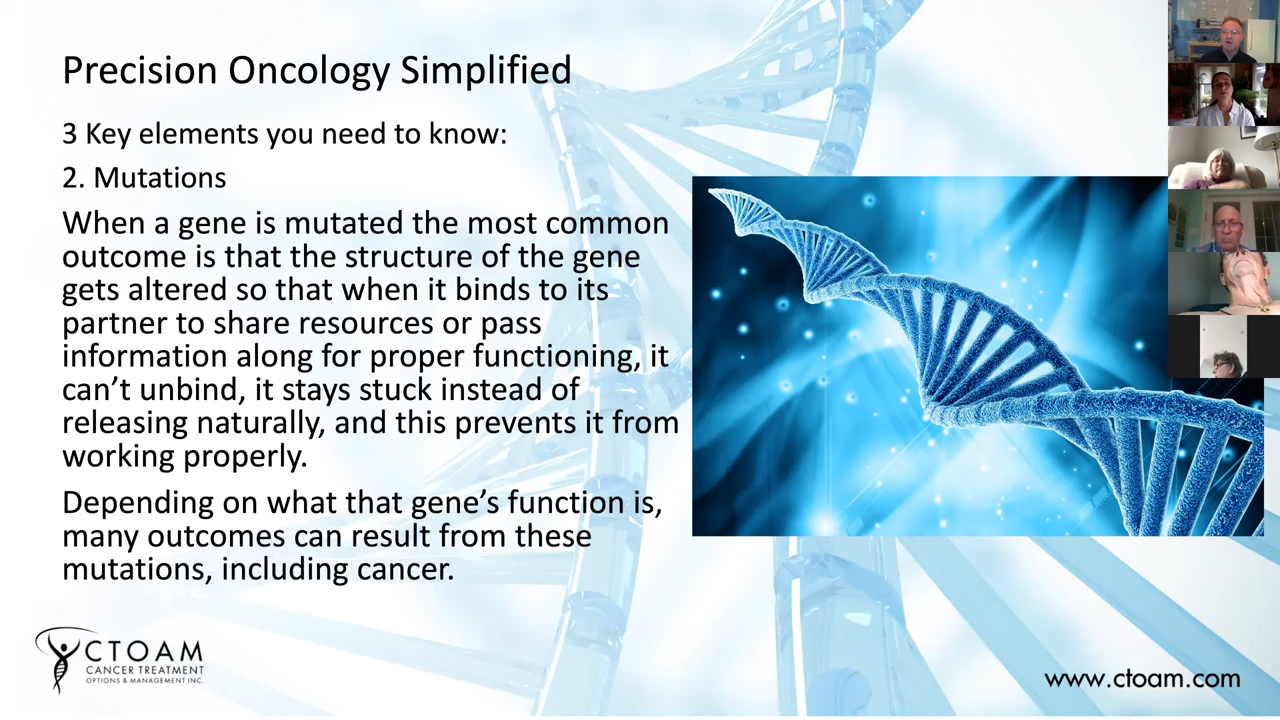 Precision Oncology Simplified
3 Key elements you need to know:
2. Mutations
When a gene is mutated the most common
outcome is that the structure of the gene
gets altered so that when it binds to its
partner to share resources or pass
information along for proper functioning, it
can’t unbind, it stays stuck instead of
releasing naturally, and this prevents it from
working properly.
Depending on what that gene’s function is,
many outcomes can result from these
mutations, including cancer.
CTOAM
CANCER TREATMENT
OPTIONS & MANAGEMENT INC.
www.ctoam.com